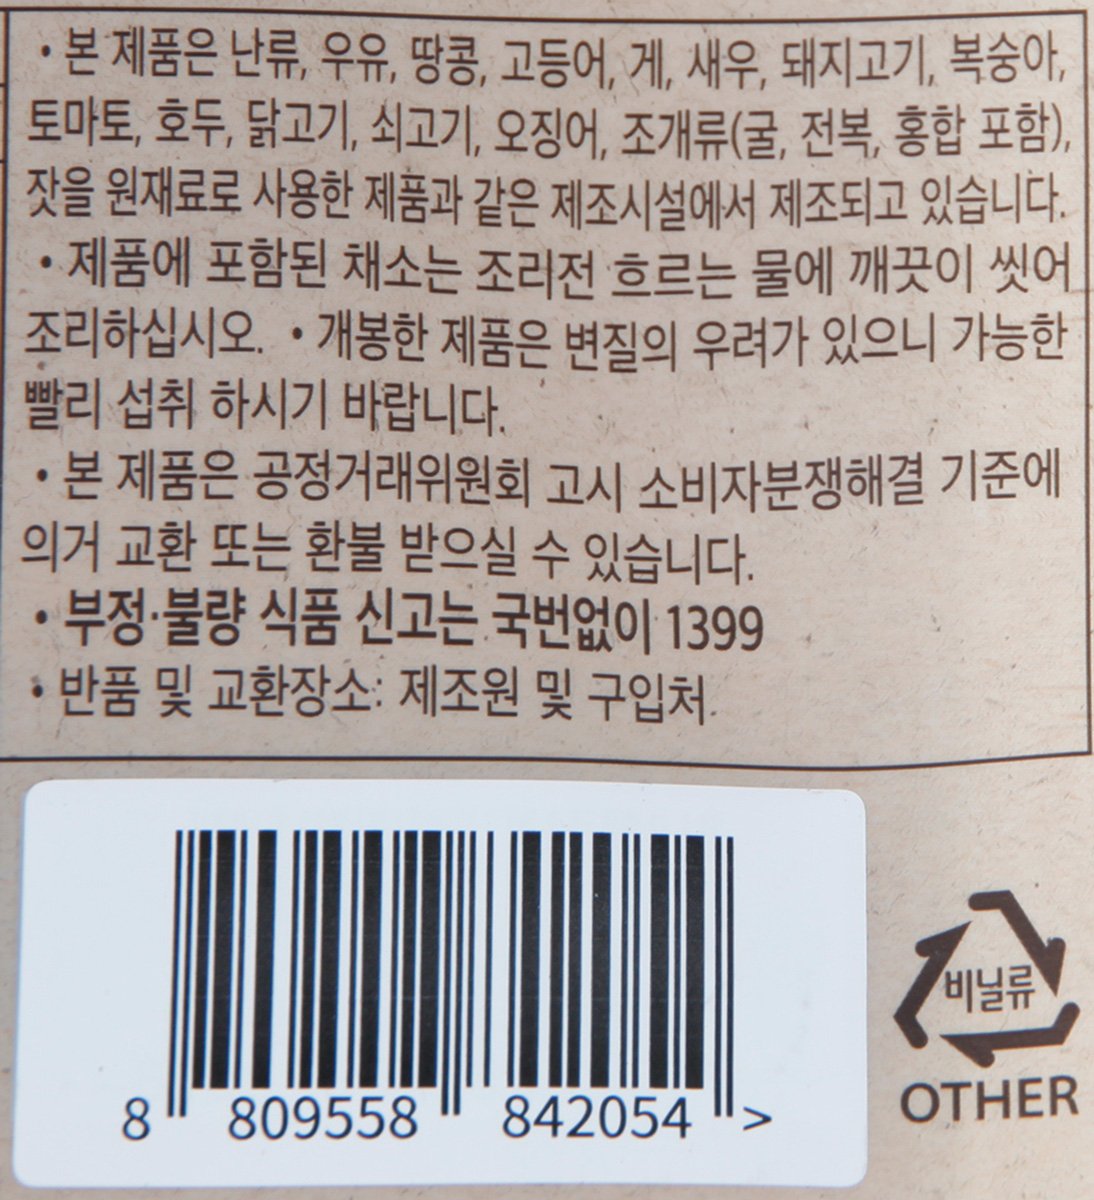 • 본 제품은 난류, 우유, 땅콩, 고등어, 게, 새우, 돼지고기, 복숭아,
토마토, 호두, 닭고기, 쇠고기, 오징어, 조개류(굴, 전복, 홍합 포함),
잣을 원재료로 사용한 제품과 같은 제조시설에서 제조되고 있습니다.
• 제품에 포함된 채소는 조리전 흐르는 물에 깨끗이 씻어
조리하십시오. • 개봉한 제품은 변질의 우려가 있으니 가능한
빨리 섭취 하시기 바랍니다.
• 본 제품은 공정거래위원회 고시 소비자분쟁해결 기준에
의거 교환 또는 환불 받으실 수 있습니다.
• 부정·불량 식품 신고는 국번없이 1399
• 반품 및 교환장소: 제조원 및 구입처.
8 809558 842054 >
비닐류
OTHER